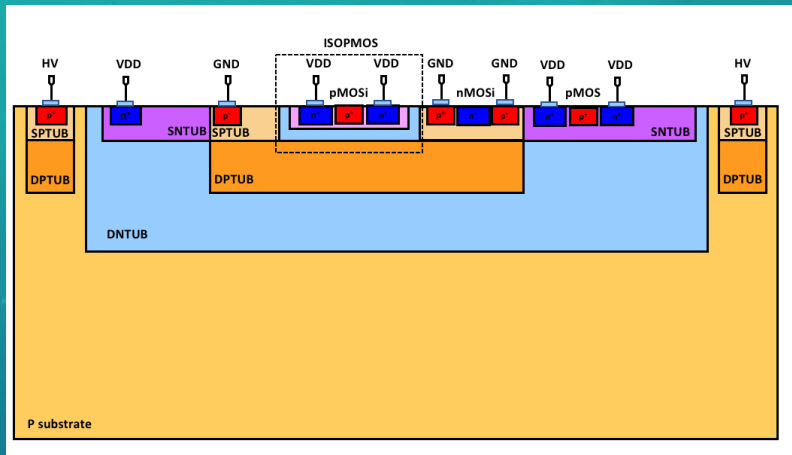 ISOPMOS
HV VDD GND VDD VDD GND GND VDD VDD HV
pMOSi nMOSi pMOS
p+ n+ p+ n+ p+ n+ p+ n+ p+ n+ p+ n+ p+
SPTUB SNTUB SPTUB SNTUB SPTUB
DPTUB DPTUB DPTUB
DNTUB
P substrate